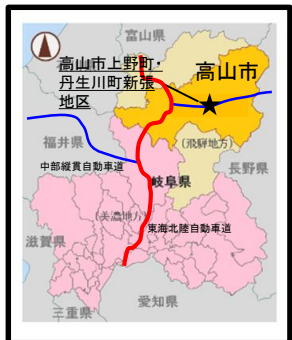 富山県
高山市上野町・
丹生川町新張
地区
高山市
福井県
(飛騨地方)
中部縦貫自動車道
長野県
岐阜県
(美濃地方)
東海北陸自動車道
滋賀県
愛知県
三重県